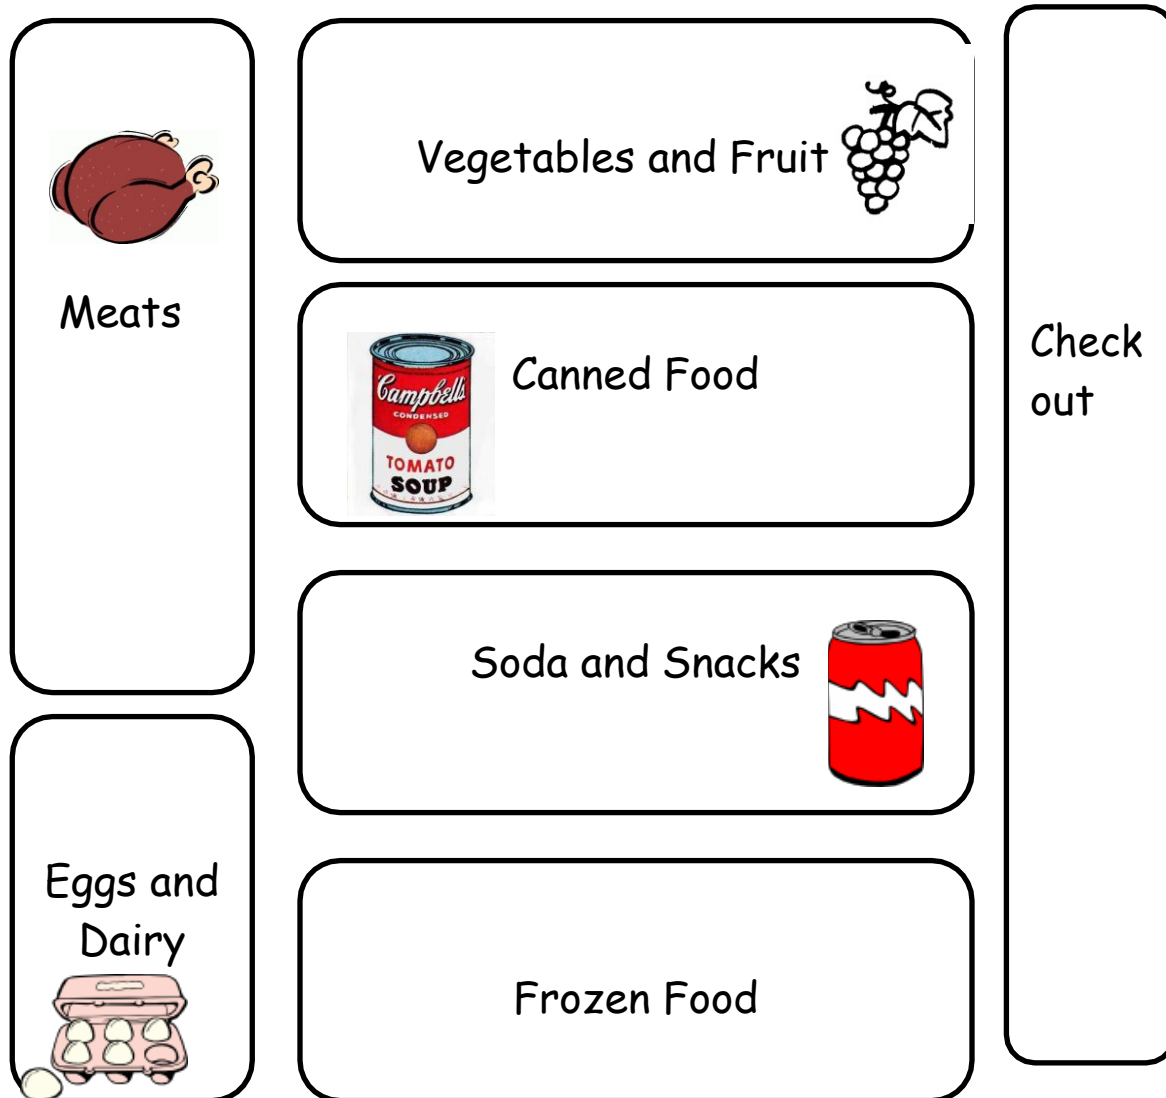 Vegetables and Fruit
Meats
Canned Food
Campbell's
CONDENSED
TOMATO
SOUP
Check
out
Soda and Snacks
Eggs and
Dairy
Frozen Food